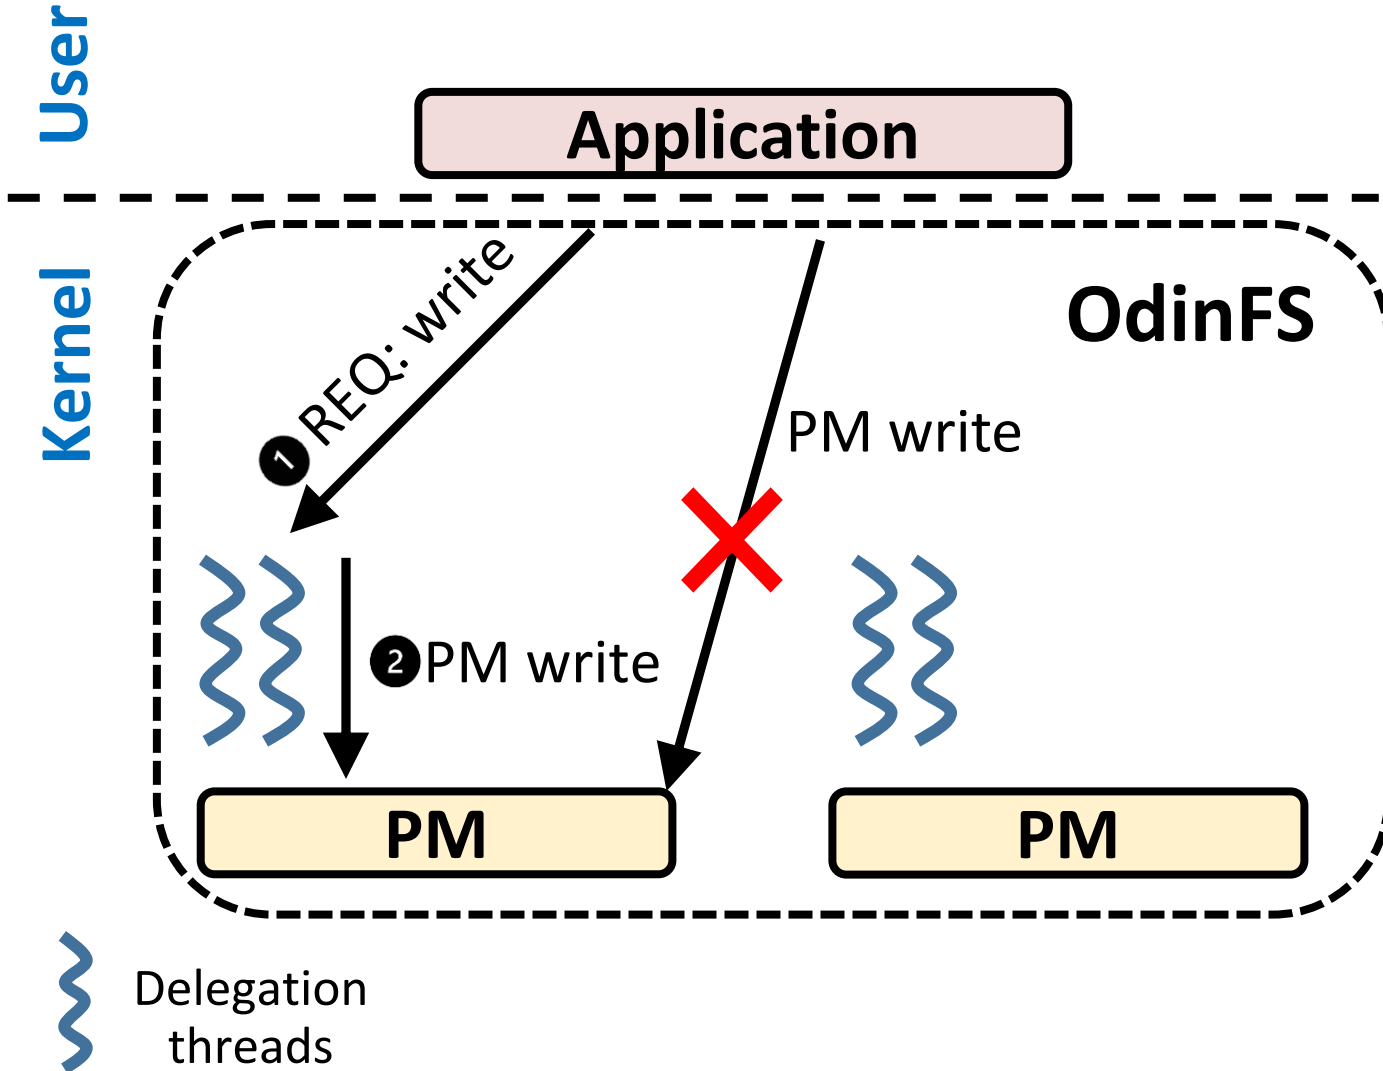 User
Application
Kernel
OdinFS
1 REQ: write
PM write
2 PM write
PM
PM
Delegation
threads